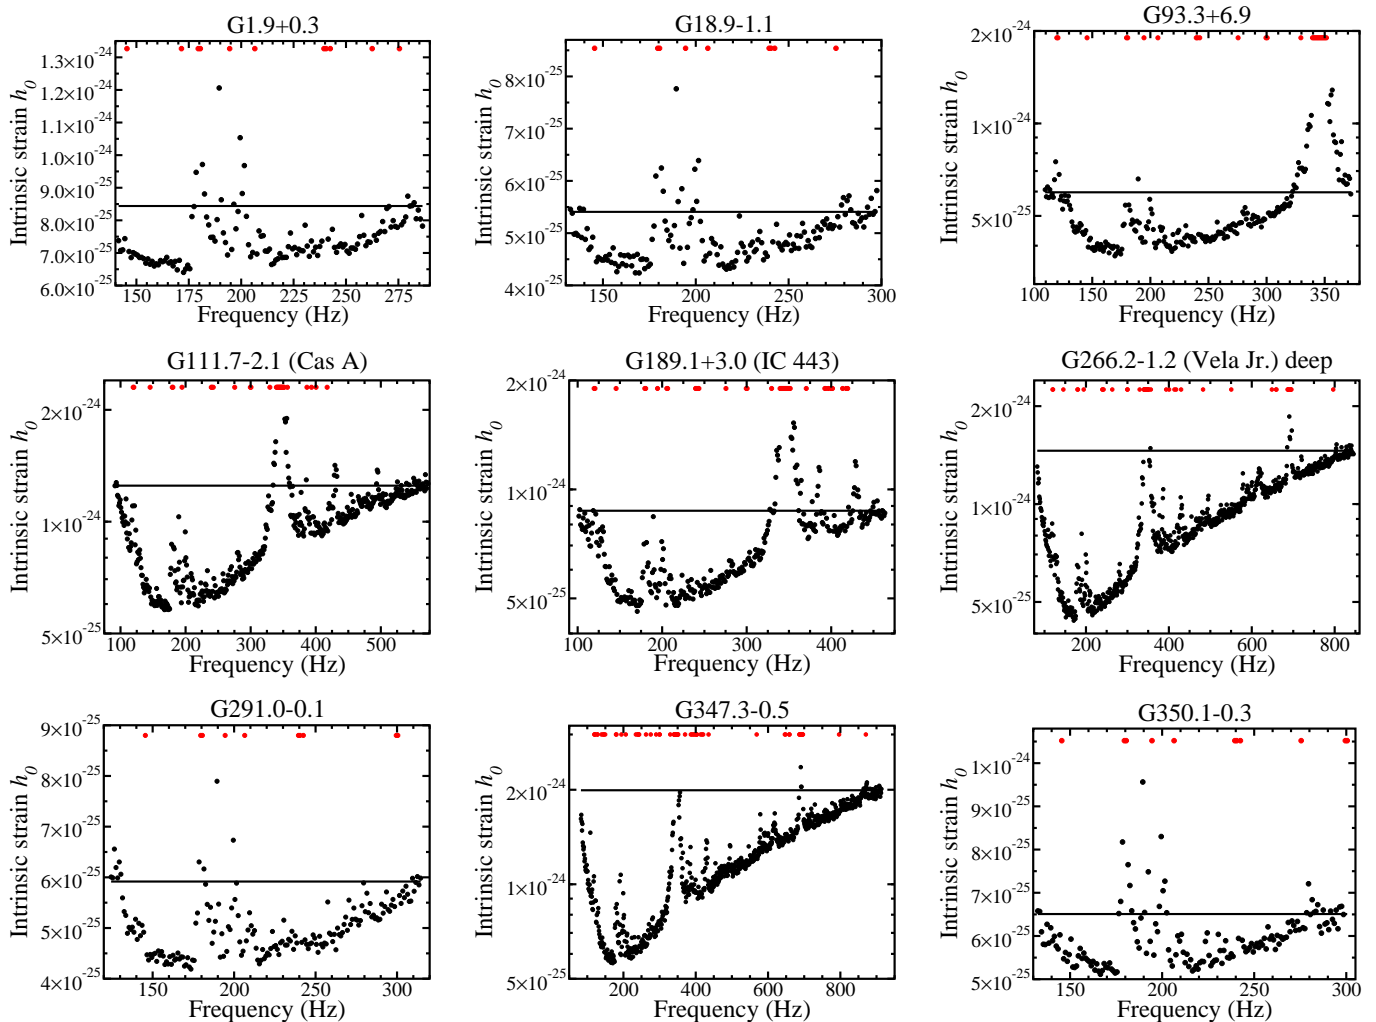 G1.9+0.3
Intrinsic strain h0
1.3×10-24
1.2×10-24
1.1×10-24
1.0×10-24
9.0×10-25
8.0×10-25
7.0×10-25
6.0×10-25
150 175 200 225 250 275
Frequency (Hz)
G18.9-1.1
Intrinsic strain h0
8×10-25
7×10-25
6×10-25
5×10-25
4×10-25
150 200 250 300
Frequency (Hz)
G93.3+6.9
Intrinsic strain h0
2×10-24
1×10-24
5×10-25
100 150 200 250 300 350
Frequency (Hz)
G111.7-2.1 (Cas A)
Intrinsic strain h0
2×10-24
1×10-24
5×10-25
100 200 300 400 500
Frequency (Hz)
G189.1+3.0 (IC 443)
Intrinsic strain h0
2×10-24
1×10-24
5×10-25
100 200 300 400
Frequency (Hz)
G266.2-1.2 (Vela Jr.) deep
Intrinsic strain h0
2×10-24
1×10-24
5×10-25
200 400 600 800
Frequency (Hz)
G291.0-0.1
Intrinsic strain h0
9×10-25
8×10-25
7×10-25
6×10-25
5×10-25
4×10-25
150 200 250 300
Frequency (Hz)
G347.3-0.5
Intrinsic strain h0
2×10-24
1×10-24
5×10-25
200 400 600 800
Frequency (Hz)
G350.1-0.3
Intrinsic strain h0
1×10-24
9×10-25
8×10-25
7×10-25
6×10-25
5×10-25
150 200 250 300
Frequency (Hz)